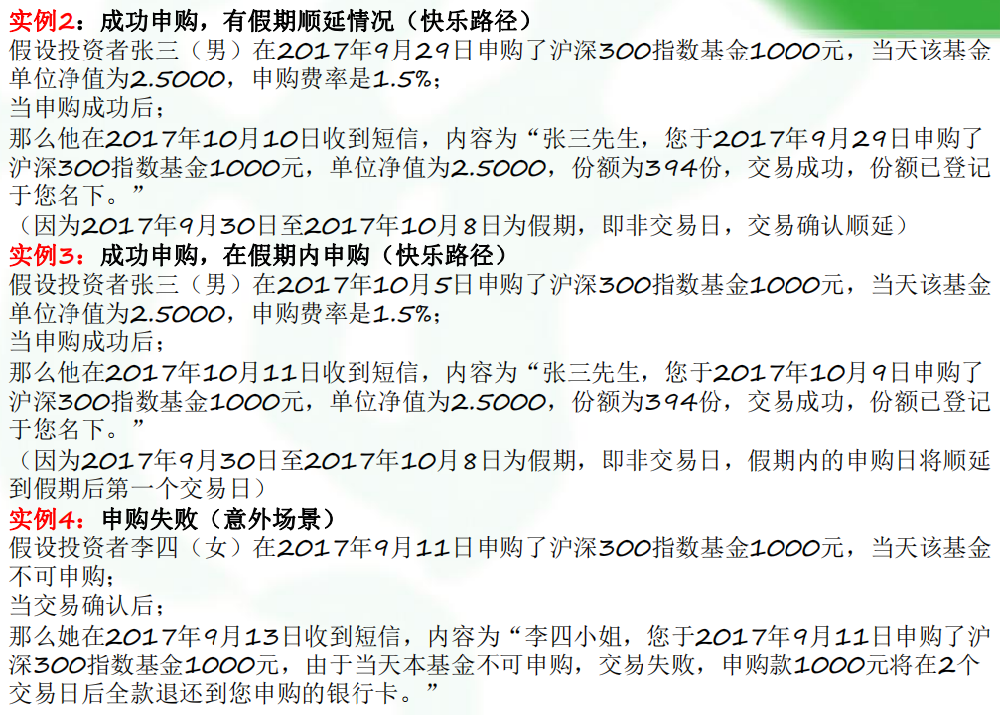 实例2：成功申购，有假期顺延情况（快乐路径）
假设投资者张三（男）在2017年9月29日申购了沪深300指数基金1000元，当天该基金
单位净值为2.5000，申购费率是1.5%；
当申购成功后；
那么他在2017年10月10日收到短信，内容为“张三先生，您于2017年9月29日申购了
沪深300指数基金1000元，单位净值为2.5000，份额为394份，交易成功，份额已登记
于您名下。”
（因为2017年9月30日至2017年10月8日为假期，即非交易日，交易确认顺延）
实例3：成功申购，在假期内申购（快乐路径）
假设投资者张三（男）在2017年10月5日申购了沪深300指数基金1000元，当天该基金
单位净值为2.5000，申购费率是1.5%；
当申购成功后；
那么他在2017年10月11日收到短信，内容为“张三先生，您于2017年10月9日申购了
沪深300指数基金1000元，单位净值为2.5000，份额为394份，交易成功，份额已登记
于您名下。”
（因为2017年9月30日至2017年10月8日为假期，即非交易日，假期内的申购日将顺延
到假期后第一个交易日）
实例4：申购失败（意外场景）
假设投资者李四（女）在2017年9月11日申购了沪深300指数基金1000元，当天该基金
不可申购；
当交易确认后；
那么她在2017年9月13日收到短信，内容为“李四小姐，您于2017年9月11日申购了沪
深300指数基金1000元，由于当天本基金不可申购，交易失败，申购款1000元将在2个
交易日后全款退还到您申购的银行卡。”